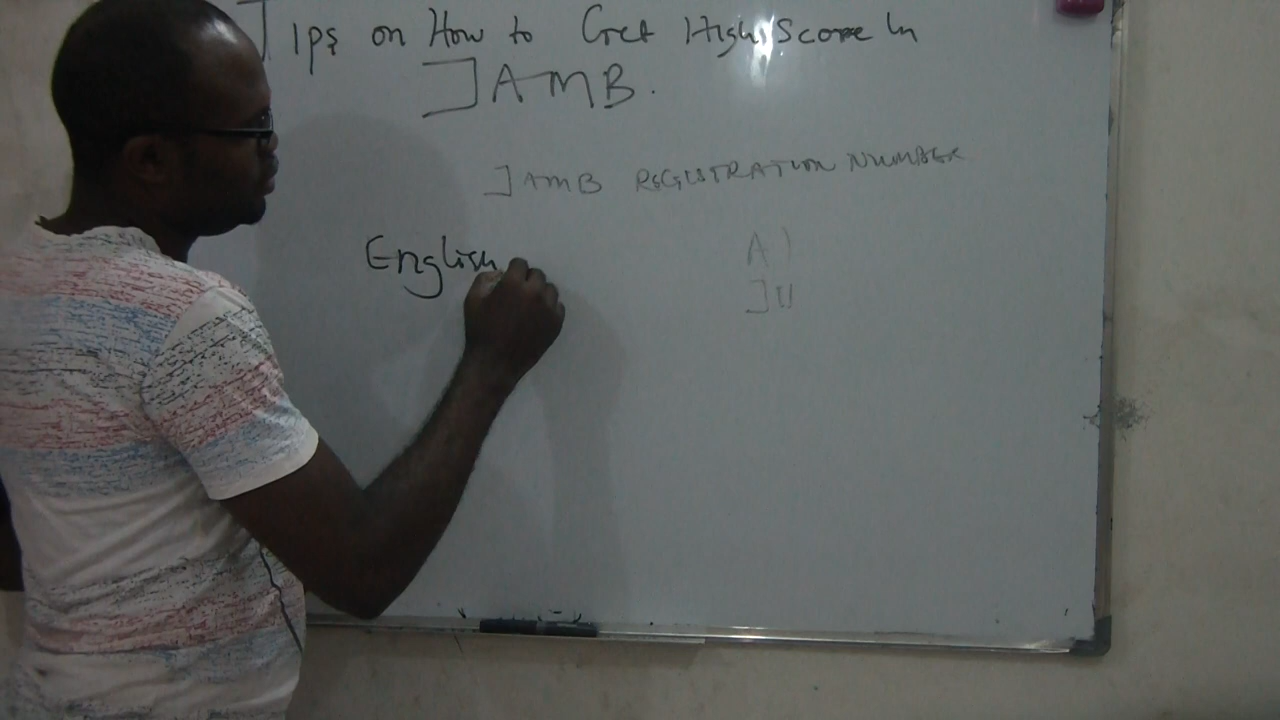 Tips on How to Get High Score In
JAMB.
JAMB REGISTRATION NUMBER
English
A)
JU